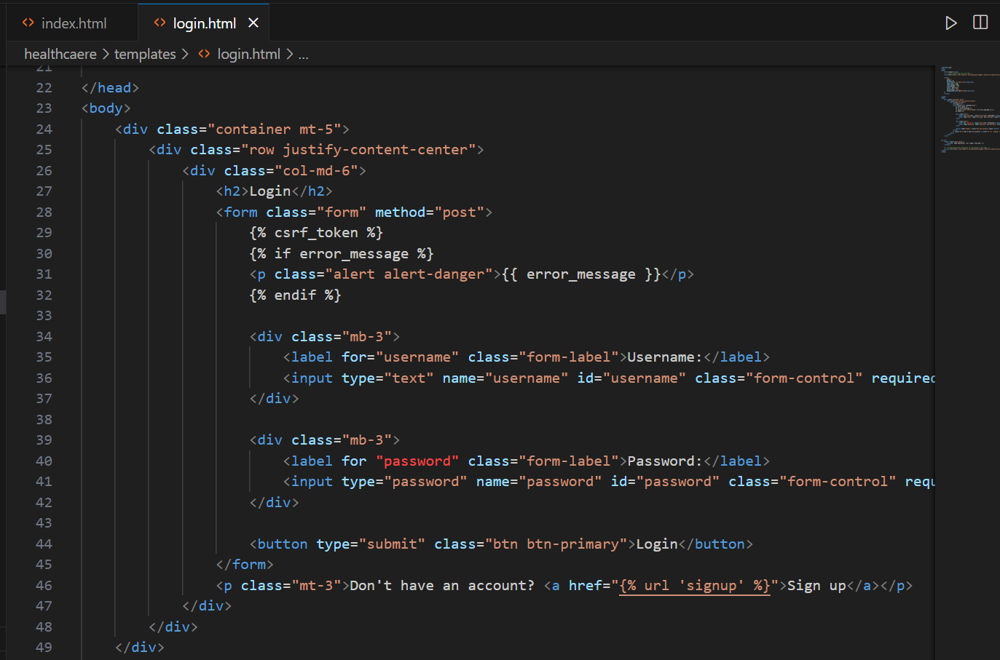 index.html login.html
healthcaere > templates > login.html > ...
21
22 </head>
23 <body>
24 <div class="container mt-5">
25 <div class="row justify-content-center">
26 <div class="col-md-6">
27 <h2>Login</h2>
28 <form class="form" method="post">
29 {% csrf_token %}
30 {% if error_message %}
31 <p class="alert alert-danger">{{ error_message }}</p>
32 {% endif %}
33
34 <div class="mb-3">
35 <label for="username" class="form-label">Username:</label>
36 <input type="text" name="username" id="username" class="form-control" required
37 </div>
38
39 <div class="mb-3">
40 <label for "password" class="form-label">Password:</label>
41 <input type="password" name="password" id="password" class="form-control" requ
42 </div>
43
44 <button type="submit" class="btn btn-primary">Login</button>
45 </form>
46 <p class="mt-3">Don't have an account? <a href="{% url 'signup' %}">Sign up</a></p>
47 </div>
48 </div>
49 </div>